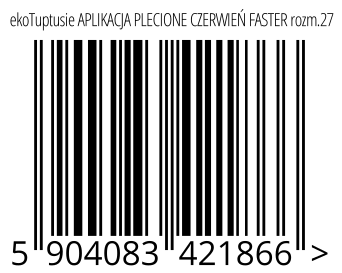 ekoTuptusie APLIKACJA PLECIONE CZERWIEŃ FASTER rozm.27
5 904083 421866 >